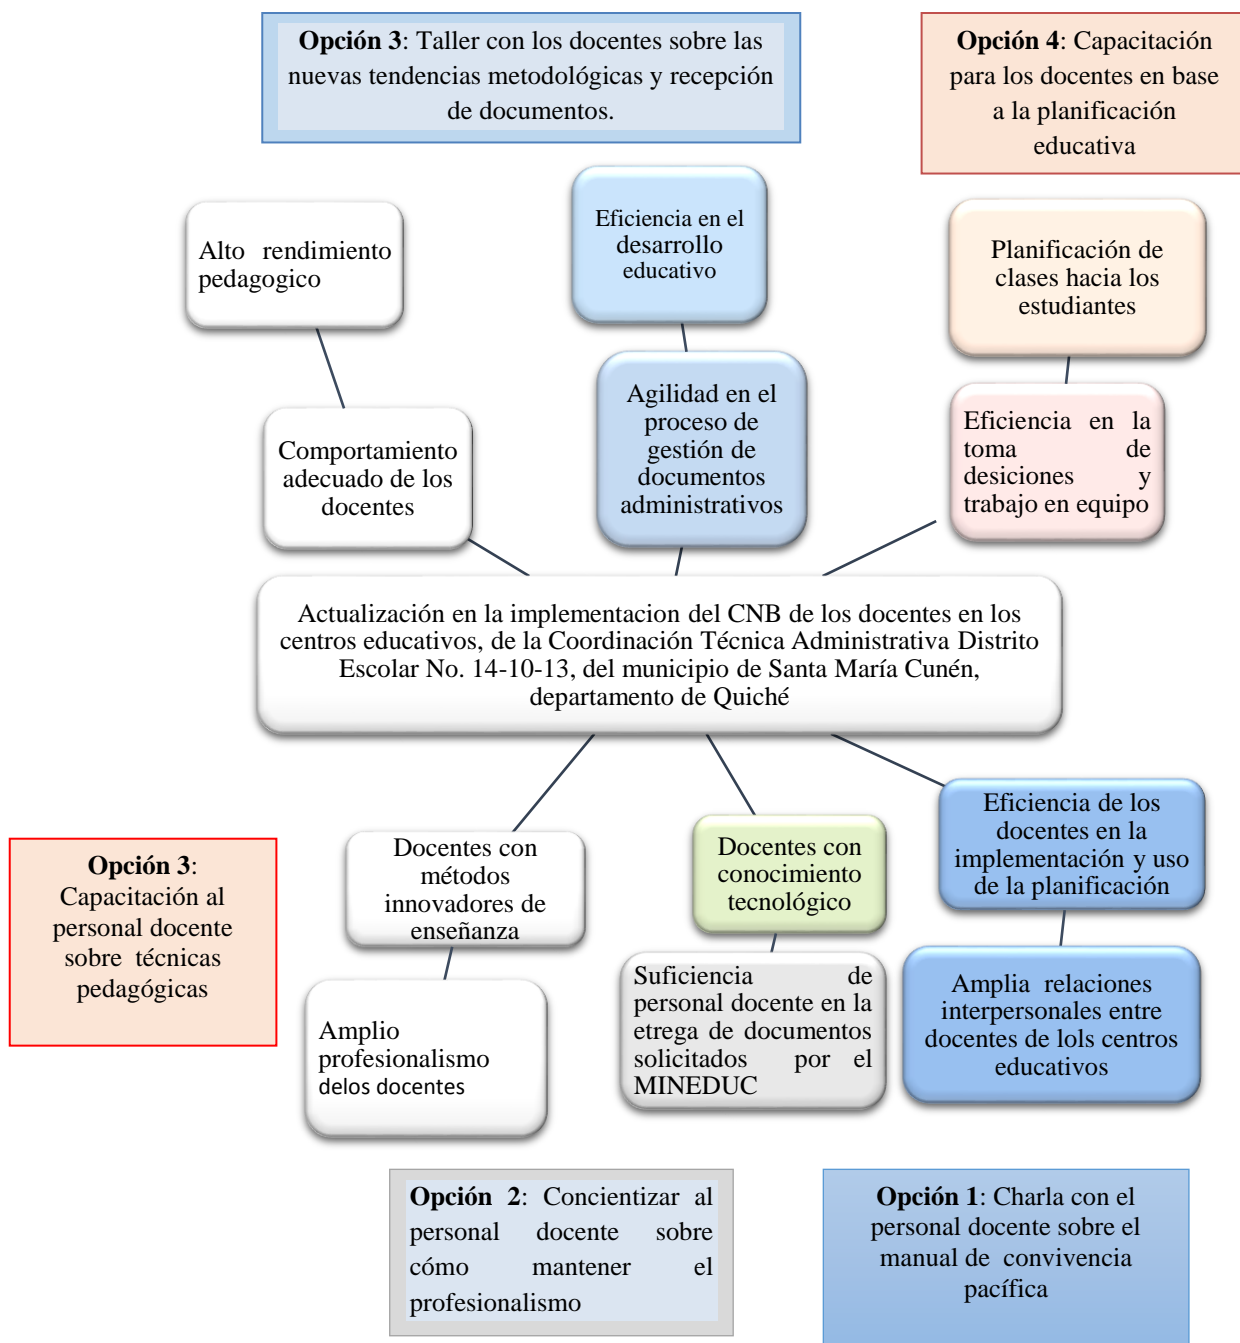 Opción 3: Taller con los docentes sobre las
nuevas tendencias metodológicas y recepción
de documentos.
Opción 4: Capacitación
para los docentes en base
a la planificación
educativa
Alto rendimiento
pedagogico
Eficiencia en el
desarrollo
educativo
Planificación de
clases hacia los
estudiantes
Comportamiento
adecuado de los
docentes
Agilidad en el
proceso de
gestión de
documentos
administrativos
Eficiencia en la
toma de
desiciones y
trabajo en equipo
Actualización en la implementacion del CNB de los docentes en los
centros educativos, de la Coordinación Técnica Administrativa Distrito
Escolar No. 14-10-13, del municipio de Santa María Cunén,
departamento de Quiché
Opción 3:
Capacitación al
personal docente
sobre técnicas
pedagógicas
Docentes con
métodos
innovadores de
enseñanza
Docentes con
conocimiento
tecnológico
Eficiencia de los
docentes en la
implementación y uso
de la planificación
Amplio
profesionalismo
delos docentes
Suficiencia de
personal docente en la
etrega de documentos
solicitados por el
MINEDUC
Amplia relaciones
interpersonales entre
docentes de lols centros
educativos
Opción 2: Concientizar al
personal docente sobre
cómo mantener el
profesionalismo
Opción 1: Charla con el
personal docente sobre el
manual de convivencia
pacífica